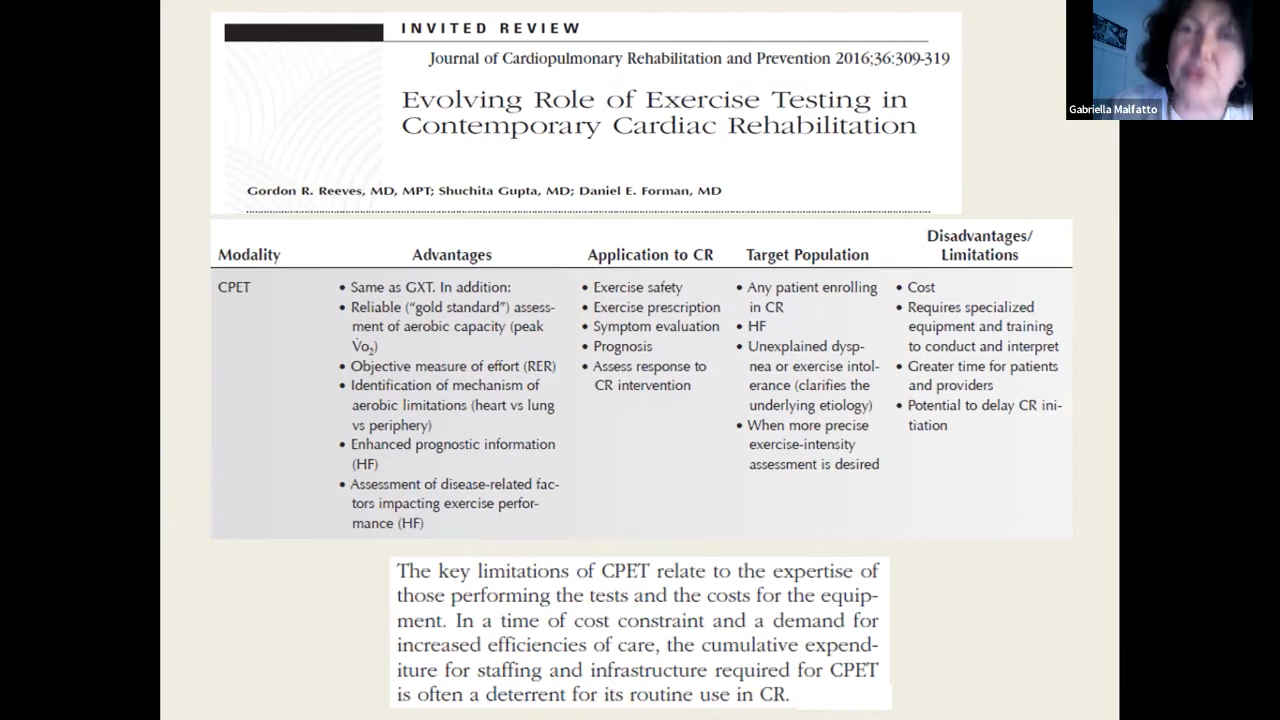 INVITED REVIEW
Journal of Cardiopulmonary Rehabilitation and Prevention 2016;36:309-319
Evolving Role of Exercise Testing in
Contemporary Cardiac Rehabilitation
Gordon R. Reeves, MD, MPT; Shuchita Gupta, MD; Daniel E. Forman, MD
Gabriella Malfatto
Modality
Advantages
Application to CR
Target Population
Disadvantages/
Limitations
CPET
• Same as GXT. In addition:
• Reliable (“gold standard”) assess-
ment of aerobic capacity (peak
V̇o₂)
• Objective measure of effort (RER)
• Identification of mechanism of
aerobic limitations (heart vs lung
vs periphery)
• Enhanced prognostic information
(HF)
• Assessment of disease-related fac-
tors impacting exercise perfor-
mance (HF)
• Exercise safety
• Exercise prescription
• Symptom evaluation
• Prognosis
• Assess response to
CR intervention
• Any patient enrolling
in CR
• HF
• Unexplained dysp-
nea or exercise intol-
erance (clarifies the
underlying etiology)
• When more precise
exercise-intensity
assessment is desired
• Cost
• Requires specialized
equipment and training
to conduct and interpret
• Greater time for patients
and providers
• Potential to delay CR ini-
tiation
The key limitations of CPET relate to the expertise of
those performing the tests and the costs for the equip-
ment. In a time of cost constraint and a demand for
increased efficiencies of care, the cumulative expend-
iture for staffing and infrastructure required for CPET
is often a deterrent for its routine use in CR.